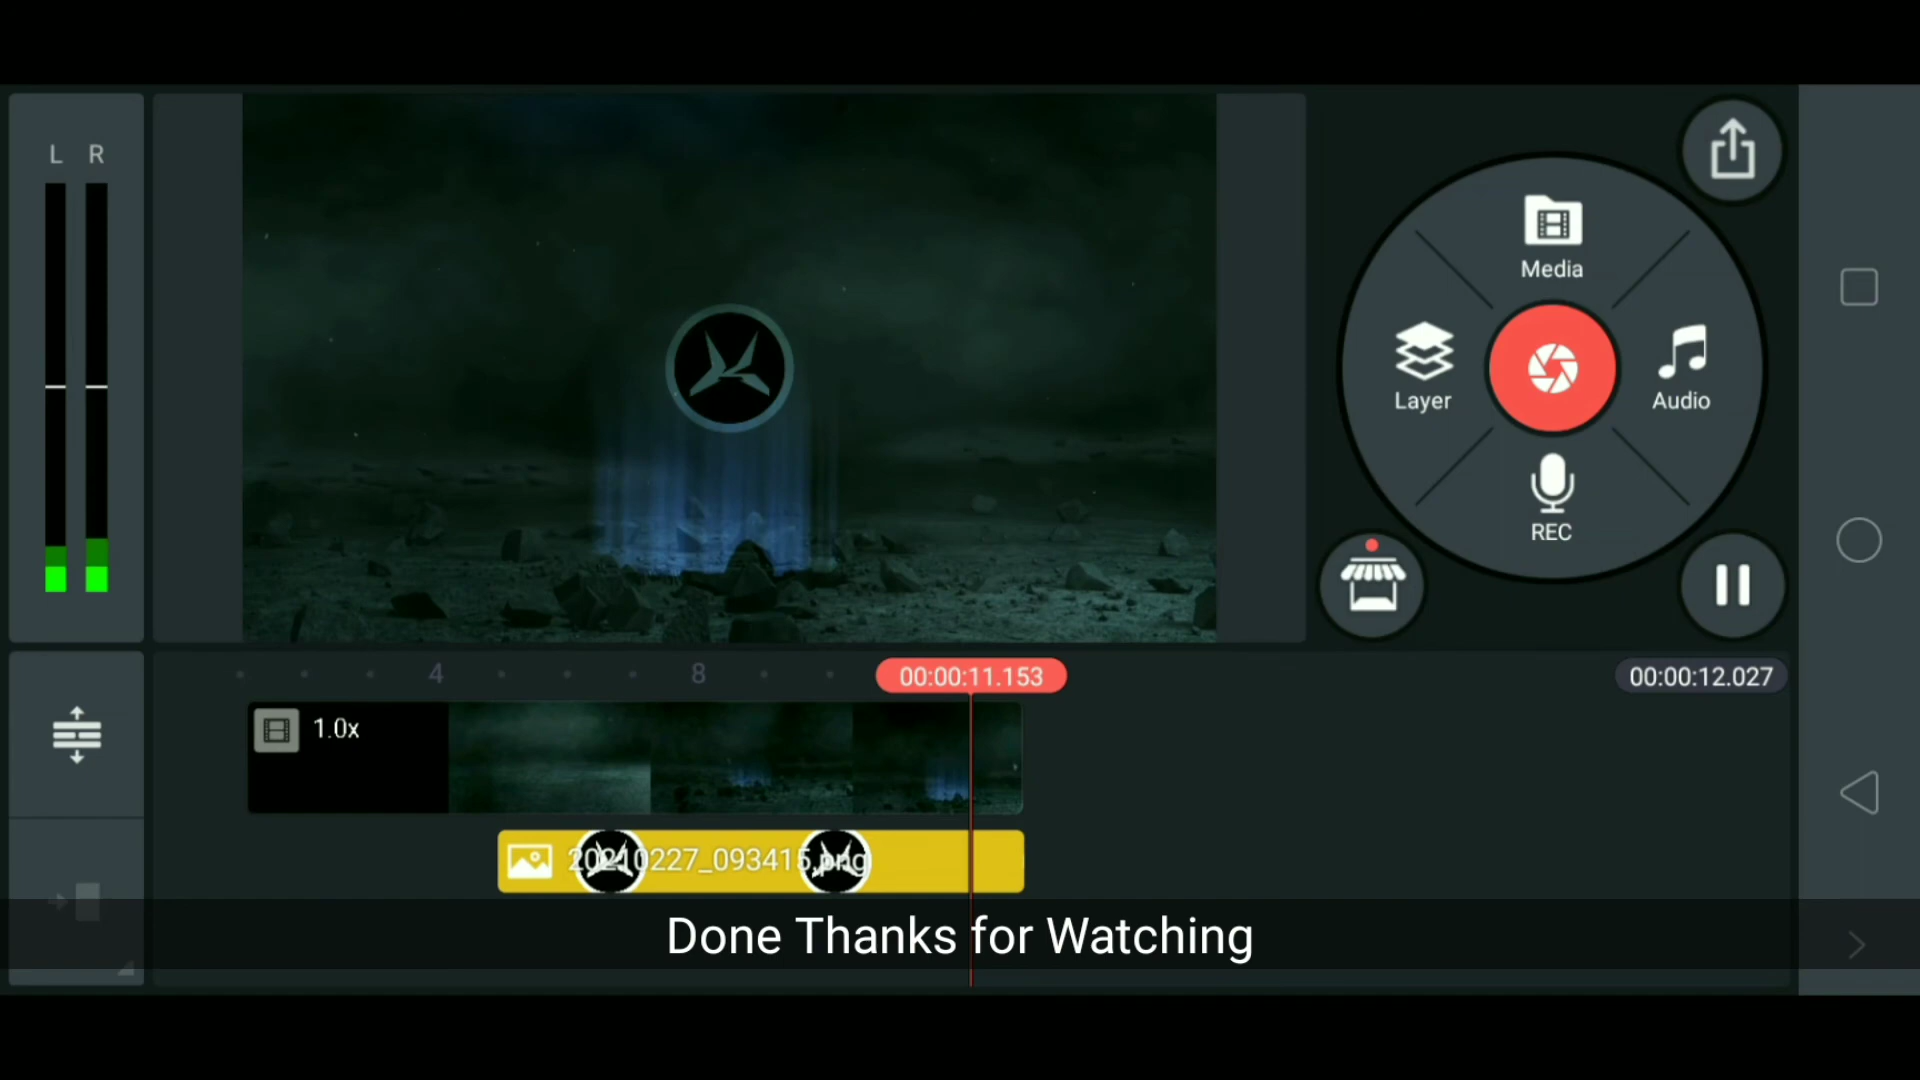 L R
Media
Layer
Audio
REC
4 8 00:00:11.153 00:00:12.027
1.0x
20210227_093415.png
Done Thanks for Watching